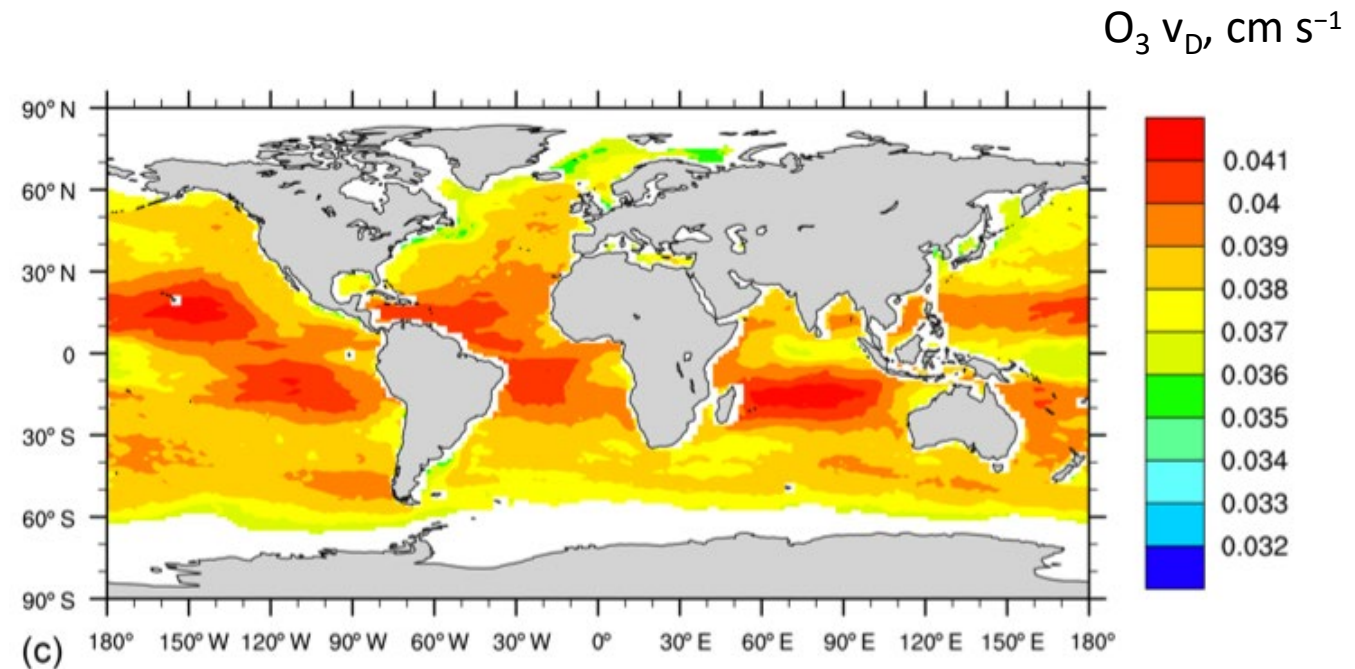 O₃ v_D, cm s⁻¹
90° N
60° N
30° N
0
30° S
60° S
90° S
180° 150° W 120° W 90° W 60° W 30° W 0° 30° E 60° E 90° E 120° E 150° E 180°
(c)
0.041
0.04
0.039
0.038
0.037
0.036
0.035
0.034
0.033
0.032